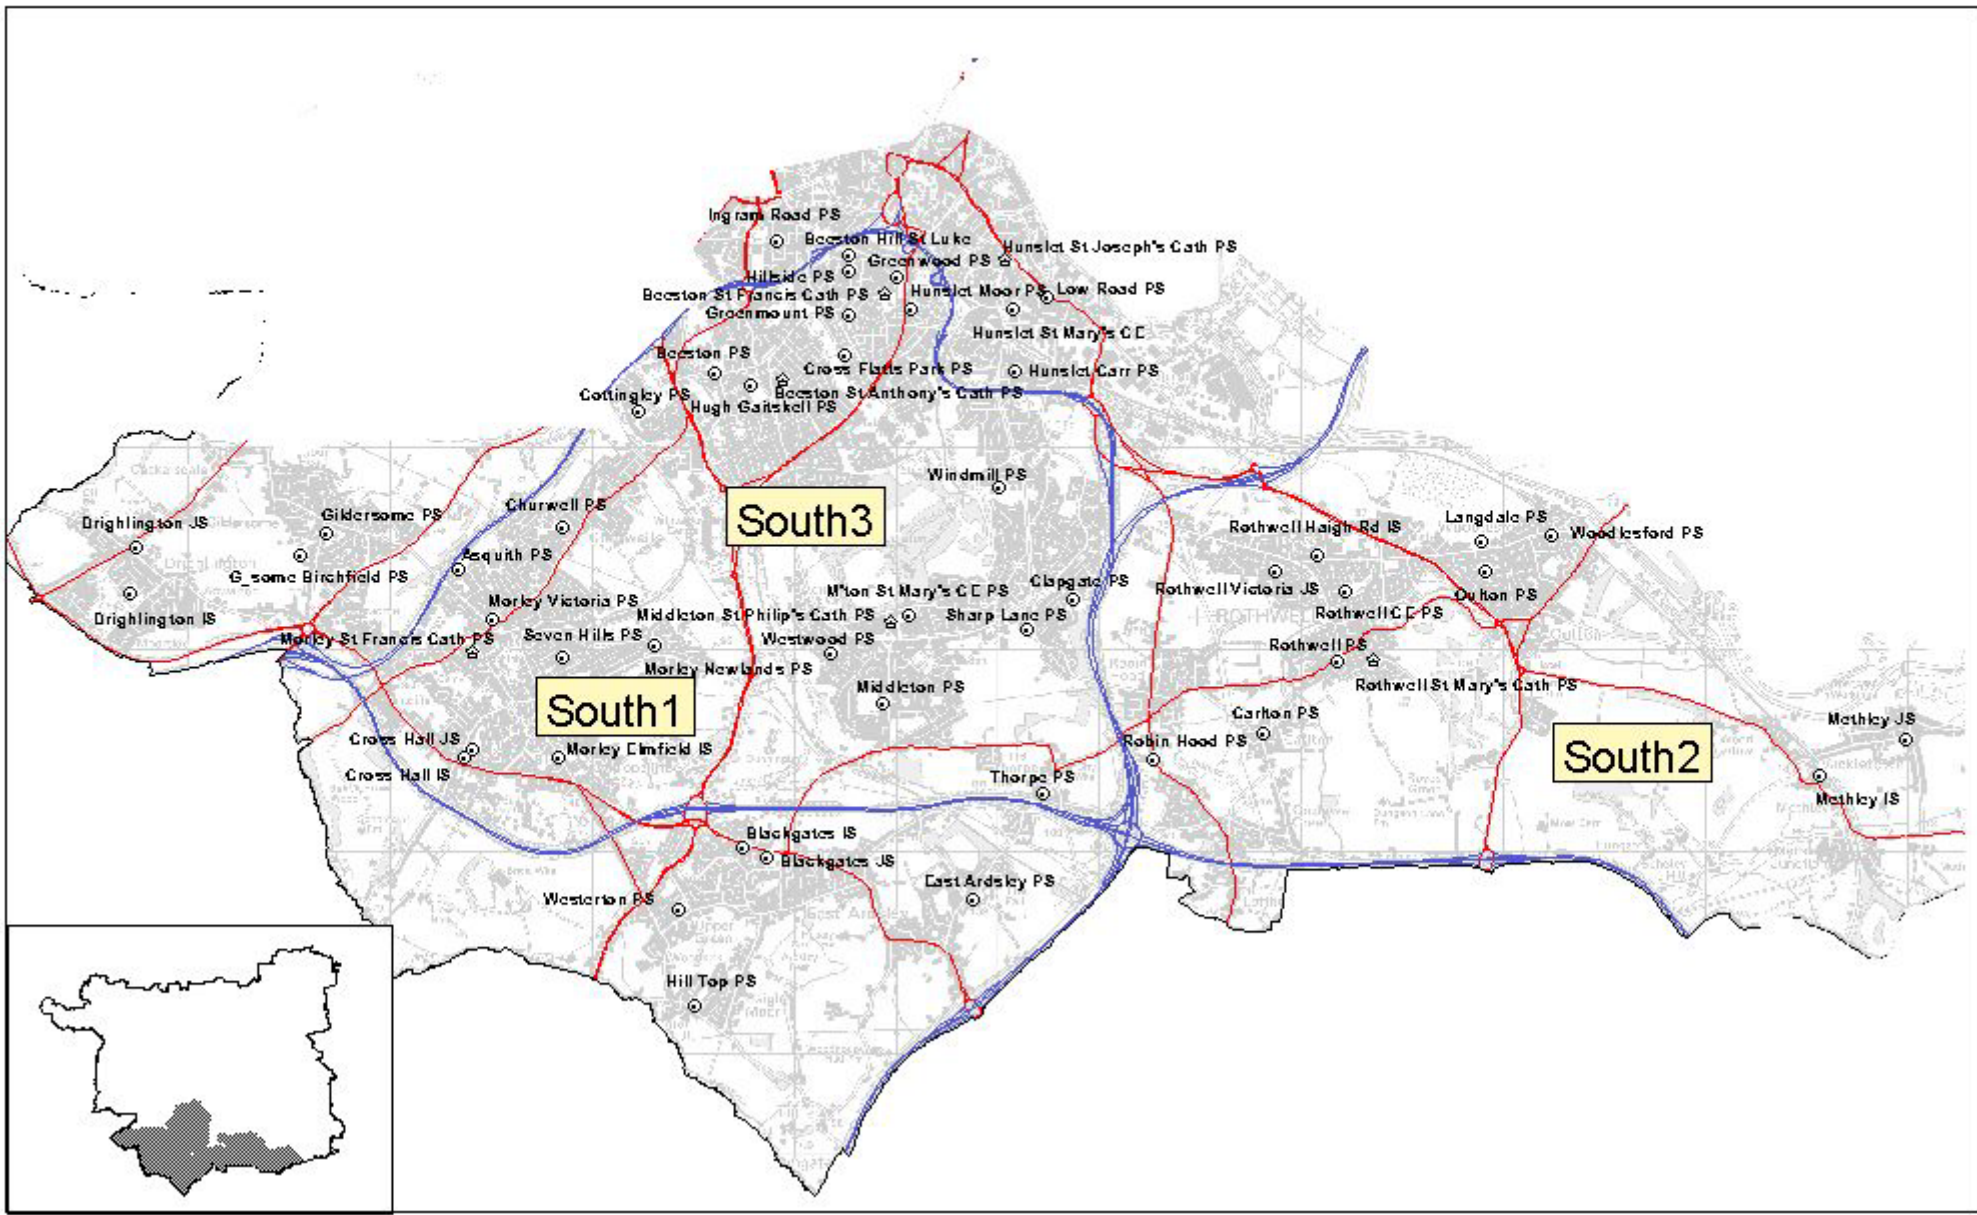 Ingram Road PS
Beeston Hill St Luke
Hunslet St Joseph's Cath PS
Greenwood PS
Hillside PS
Beeston St Francis Cath PS
Hunslet Moor PS
Low Road PS
Greenmount PS
Hunslet St Mary's CE
Beeston PS
Cross Flatts Park PS
Hunslet Carr PS
Cottingley PS
Beeston St Anthony's Cath PS
Hugh Gaitskell PS
Windmill PS
Churwell PS
Gildersome PS
Drighlington JS
South3
Rothwell Haigh Rd IS
Langdale PS
Woodlesford PS
Asquith PS
G_some Birchfield PS
Clapgate PS
M'ton St Mary's CE PS
Rothwell Victoria JS
Oulton PS
Morley Victoria PS
Middleton St Philip's Cath PS
Sharp Lane PS
Rothwell CE PS
ROTHWELL
Drighlington IS
Morley St Francis Cath PS
Seven Hills PS
Westwood PS
Rothwell PS
Morley Newlands PS
Middleton PS
Rothwell St Mary's Cath PS
South1
Carlton PS
Methley JS
Cross Hall JS
Morley Elmfield IS
Robin Hood PS
South2
Cross Hall IS
Thorpe PS
Methley IS
Blackgates IS
Blackgates JS
East Ardsley PS
Westerton PS
East Ardsley
Hill Top PS